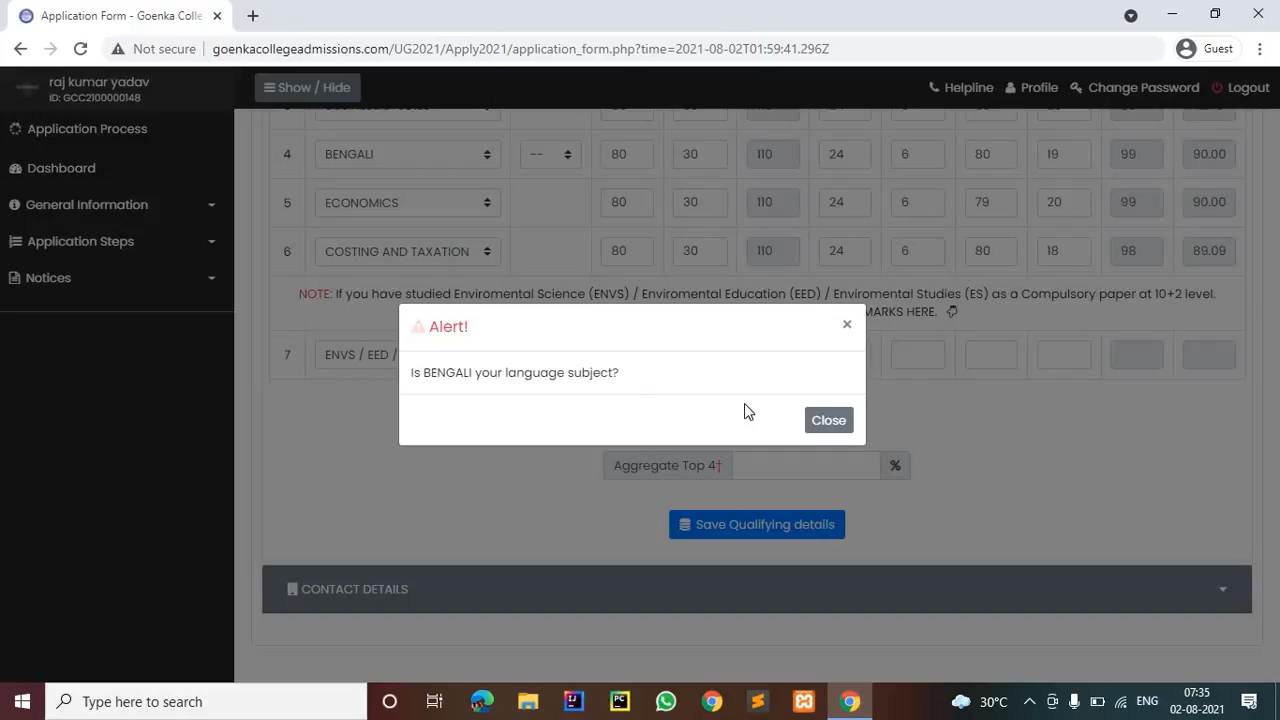 Application Form - Goenka Colle
Not secure
goenkacollegeadmissions.com/UG2021/Apply2021/application_form.php?time=2021-08-02T01:59:41.296Z
Guest
raj kumar yadav
ID: GCC2100000148
Show / Hide
Helpline
Profile
Change Password
Logout
Application Process
Dashboard
General Information
Application Steps
Notices
4 BENGALI -- 80 30 110 24 6 80 19 99 90.00
5 ECONOMICS 80 30 110 24 6 79 20 99 90.00
6 COSTING AND TAXATION 80 30 110 24 6 80 18 98 89.09
NOTE: If you have studied Enviromental Science (ENVS) / Enviromental Education (EED) / Enviromental Studies (ES) as a Compulsory paper at 10+2 level.
MARKS HERE.
7 ENVS / EED /
Alert!
×
Is BENGALI your language subject?
Close
Aggregate Top 4† %
Save Qualifying details
CONTACT DETAILS
Type here to search
30°C
ENG
07:35
02-08-2021